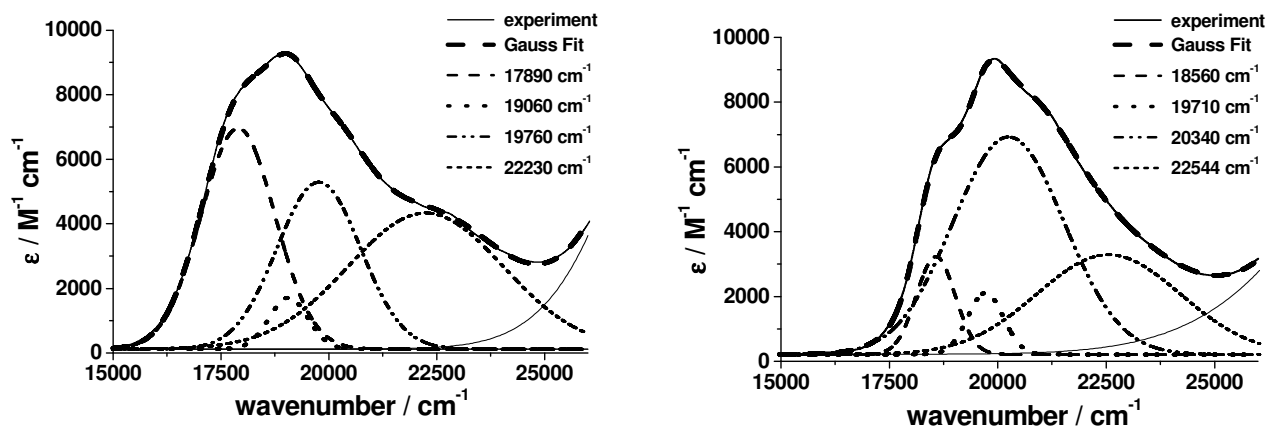 experiment
Gauss Fit
17890 cm⁻¹
19060 cm⁻¹
19760 cm⁻¹
22230 cm⁻¹
10000
8000
6000
4000
2000
0
ε / M⁻¹ cm⁻¹
15000 17500 20000 22500 25000
wavenumber / cm⁻¹
experiment
Gauss Fit
18560 cm⁻¹
19710 cm⁻¹
20340 cm⁻¹
22544 cm⁻¹
10000
8000
6000
4000
2000
0
ε / M⁻¹ cm⁻¹
15000 17500 20000 22500 25000
wavenumber / cm⁻¹